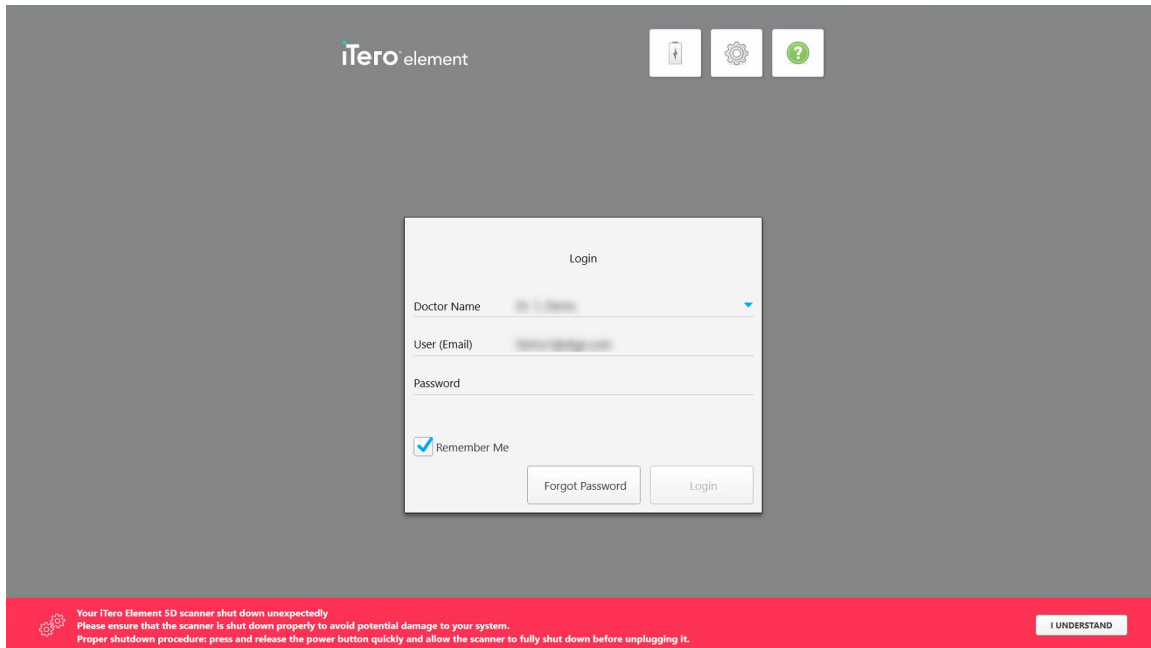 iTero element
Login
Doctor Name
User (Email)
Password
Remember Me
Forgot Password
Login
Your iTero Element 5D scanner shut down unexpectedly
Please ensure that the scanner is shut down properly to avoid potential damage to your system.
Proper shutdown procedure: press and release the power button quickly and allow the scanner to fully shut down before unplugging it.
I UNDERSTAND